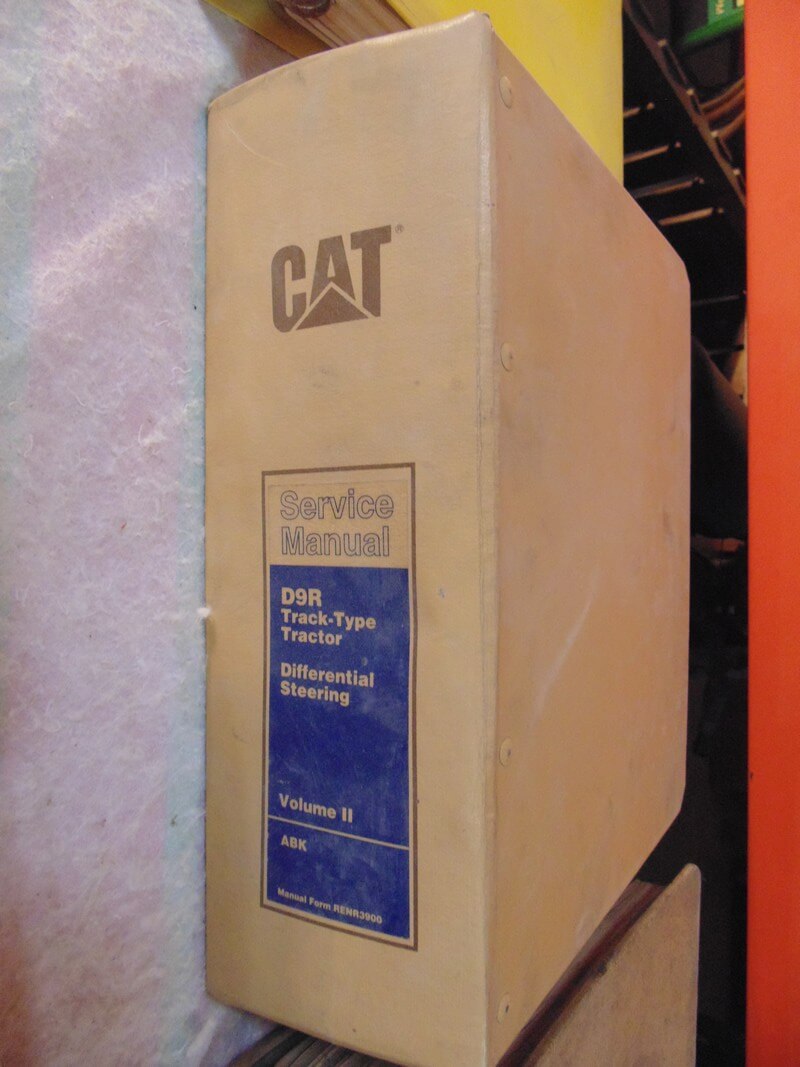 CAT®
Service
Manual
D9R
Track-Type
Tractor
Differential
Steering
Volume II
ABK
Manual Form RENR3900